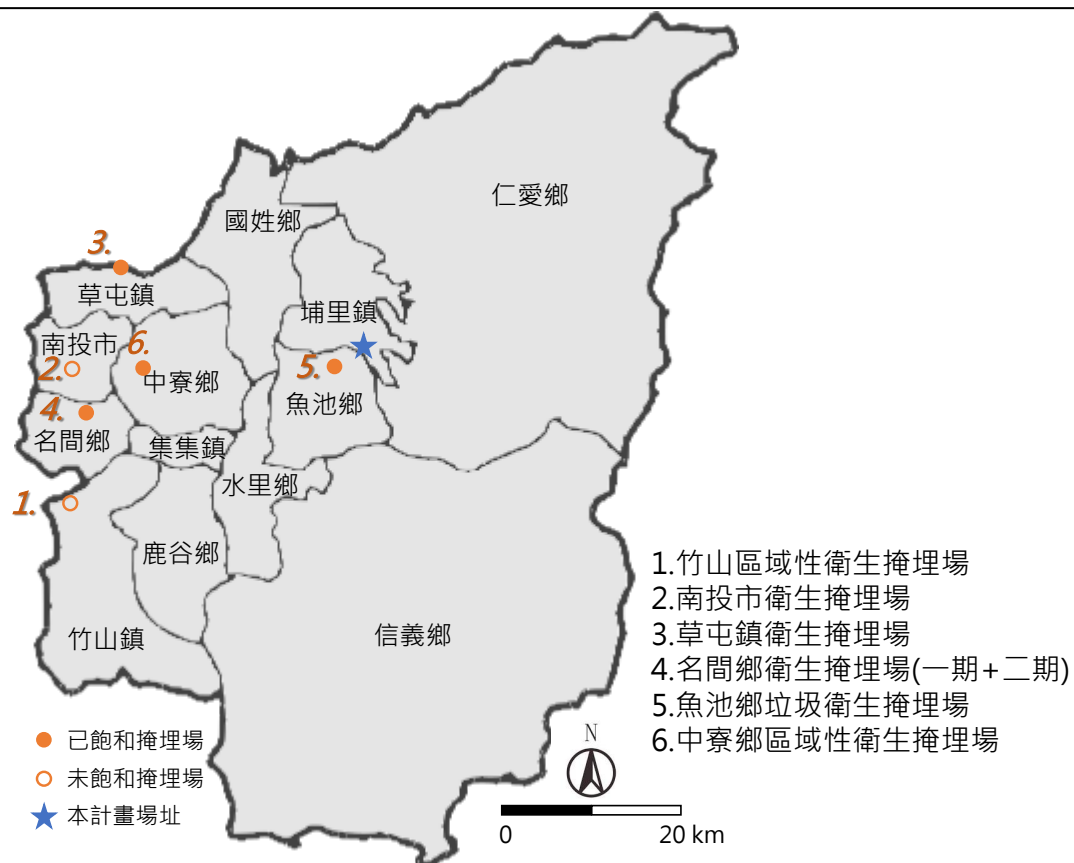 仁愛鄉
國姓鄉
3.
草屯鎮
埔里鎮
南投市
6.
2.
中寮鄉
5.
魚池鄉
4.
名間鄉
集集鎮
水里鄉
1.
鹿谷鄉
竹山鎮
信義鄉
1.竹山區域性衛生掩埋場
2.南投市衛生掩埋場
3.草屯鎮衛生掩埋場
4.名間鄉衛生掩埋場(一期+二期)
5.魚池鄉垃圾衛生掩埋場
6.中寮鄉區域性衛生掩埋場
已飽和掩埋場
未飽和掩埋場
本計畫場址
N
0 20 km